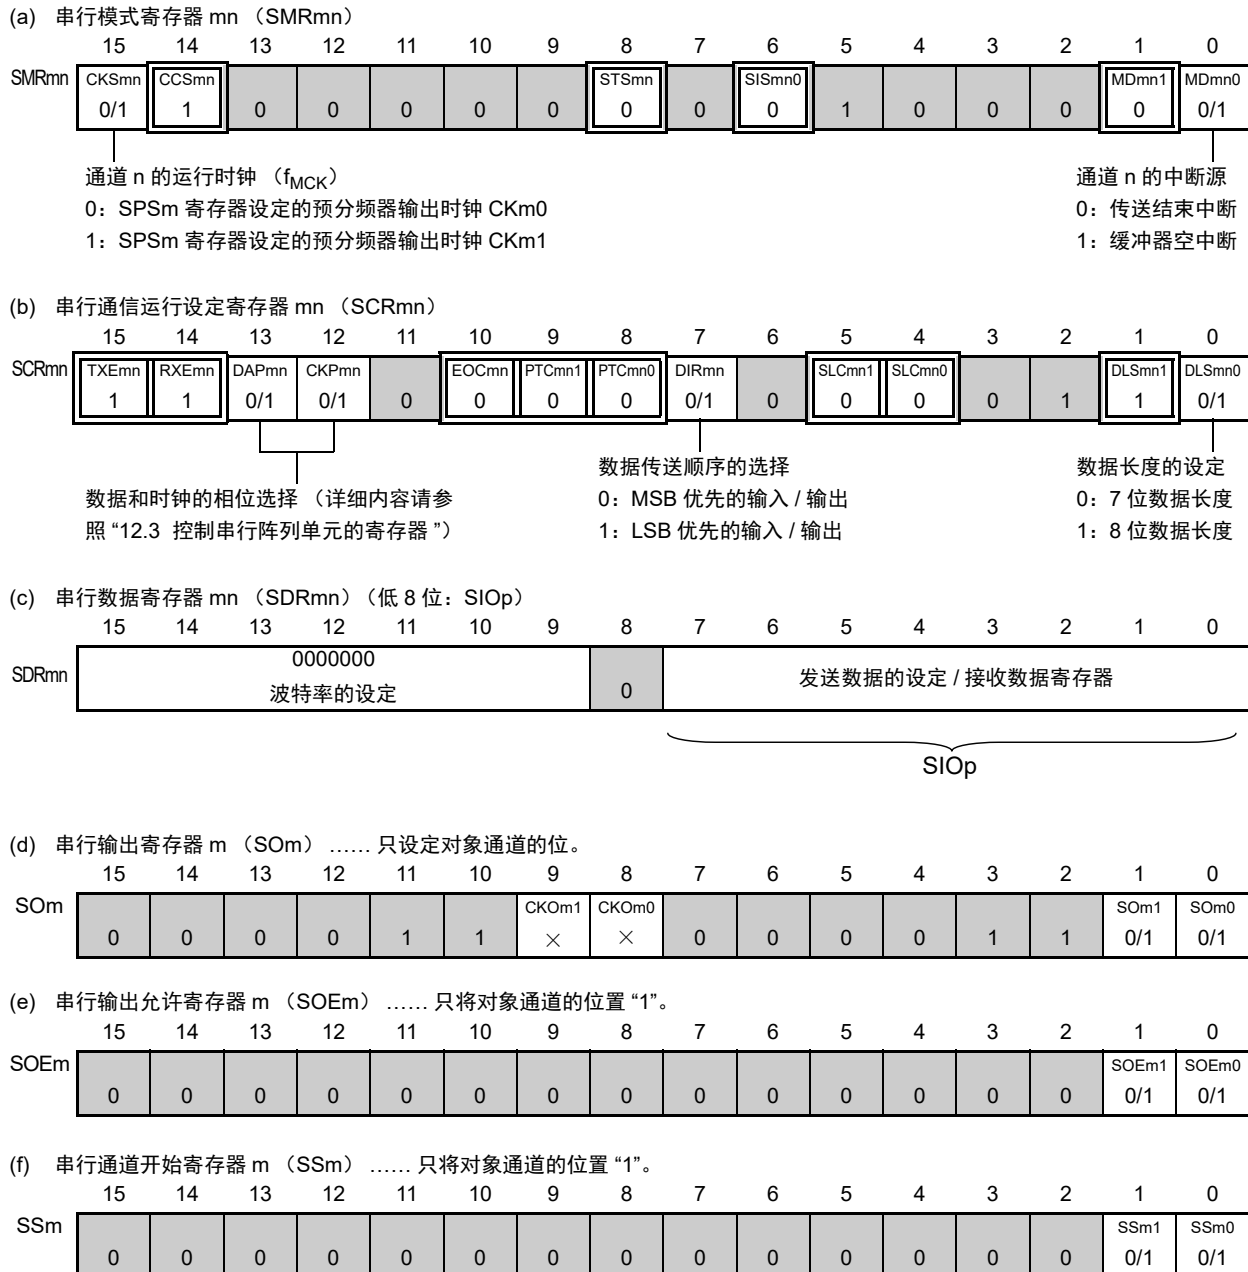 (a) 串行模式寄存器 mn （SMRmn）
15 14 13 12 11 10 9 8 7 6 5 4 3 2 1 0
SMRmn CKSmn CCSmn STSmn SISmn0 MDmn1 MDmn0
0/1 1 0 0 0 0 0 0 0 0 1 0 0 0 0 0/1
通道 n 的运行时钟 （fMCK）
0：SPSm 寄存器设定的预分频器输出时钟 CKm0
1：SPSm 寄存器设定的预分频器输出时钟 CKm1
通道 n 的中断源
0：传送结束中断
1：缓冲器空中断
(b) 串行通信运行设定寄存器 mn （SCRmn）
15 14 13 12 11 10 9 8 7 6 5 4 3 2 1 0
SCRmn TXEmn RXEmn DAPmn CKPmn EOCmn PTCmn1 PTCmn0 DIRmn SLCmn1 SLCmn0 DLSmn1 DLSmn0
1 1 0/1 0/1 0 0 0 0 0/1 0 0 0 0 1 1 0/1
数据和时钟的相位选择 （详细内容请参
照 “12.3 控制串行阵列单元的寄存器 ”）
数据传送顺序的选择
0：MSB 优先的输入 / 输出
1：LSB 优先的输入 / 输出
数据长度的设定
0：7 位数据长度
1：8 位数据长度
(c) 串行数据寄存器 mn （SDRmn）（低 8 位：SIOp）
15 14 13 12 11 10 9 8 7 6 5 4 3 2 1 0
SDRmn
0000000
波特率的设定
0
发送数据的设定 / 接收数据寄存器
SIOp
(d) 串行输出寄存器 m （SOm） …… 只设定对象通道的位。
15 14 13 12 11 10 9 8 7 6 5 4 3 2 1 0
SOm CKOm1 CKOm0 SOm1 SOm0
0 0 0 0 1 1 × × 0 0 0 0 1 1 0/1 0/1
(e) 串行输出允许寄存器 m （SOEm） …… 只将对象通道的位置 “1”。
15 14 13 12 11 10 9 8 7 6 5 4 3 2 1 0
SOEm SOEm1 SOEm0
0 0 0 0 0 0 0 0 0 0 0 0 0 0 0/1 0/1
(f) 串行通道开始寄存器 m （SSm） …… 只将对象通道的位置 “1”。
15 14 13 12 11 10 9 8 7 6 5 4 3 2 1 0
SSm SSm1 SSm0
0 0 0 0 0 0 0 0 0 0 0 0 0 0 0/1 0/1